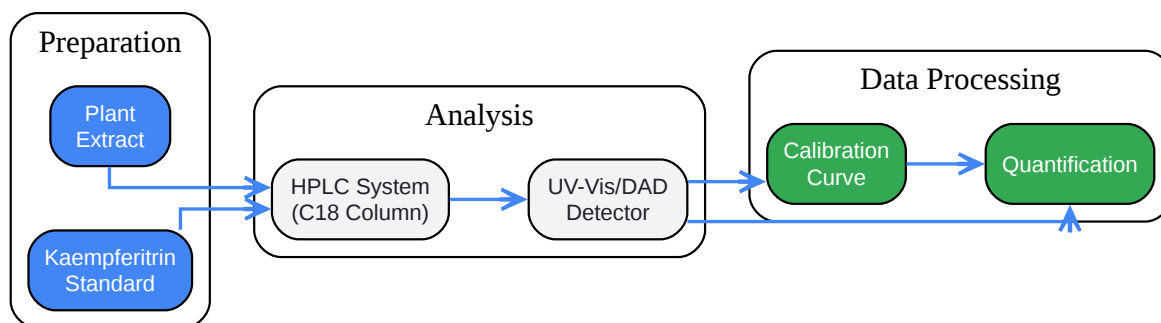 Preparation
Plant
Extract
Kaempferitrin
Standard
Analysis
HPLC System
(C18 Column)
UV-Vis/DAD
Detector
Data Processing
Calibration
Curve
Quantification